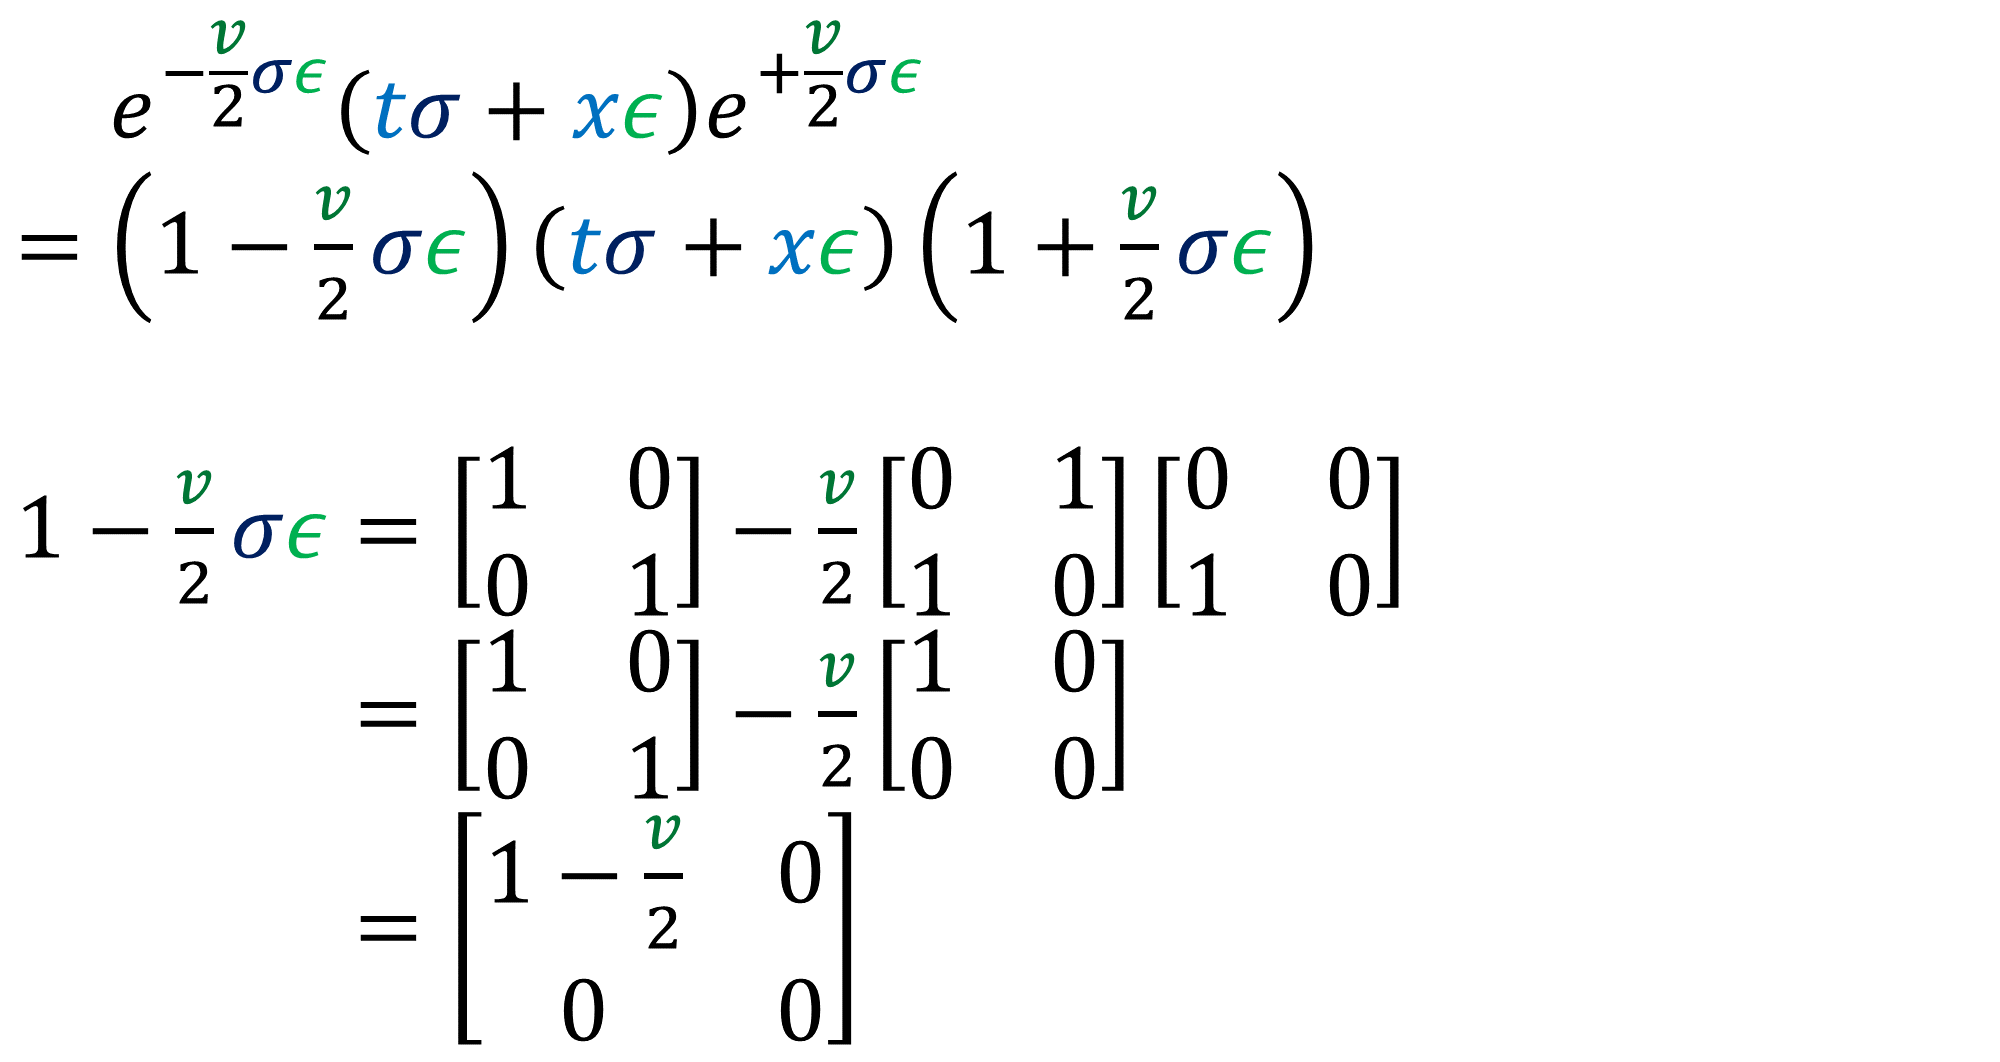 $e^{-\frac{v}{2}\sigma\epsilon}(t\sigma + x\epsilon)e^{+\frac{v}{2}\sigma\epsilon}$
$= \left(1 - \frac{v}{2}\sigma\epsilon\right)(t\sigma + x\epsilon)\left(1 + \frac{v}{2}\sigma\epsilon\right)$
$1 - \frac{v}{2}\sigma\epsilon = \begin{bmatrix} 1 & 0 \\ 0 & 1 \end{bmatrix} - \frac{v}{2}\begin{bmatrix} 0 & 1 \\ 1 & 0 \end{bmatrix}\begin{bmatrix} 0 & 0 \\ 1 & 0 \end{bmatrix}$
$= \begin{bmatrix} 1 & 0 \\ 0 & 1 \end{bmatrix} - \frac{v}{2}\begin{bmatrix} 1 & 0 \\ 0 & 0 \end{bmatrix}$
$= \begin{bmatrix} 1 - \frac{v}{2} & 0 \\ 0 & 0 \end{bmatrix}$